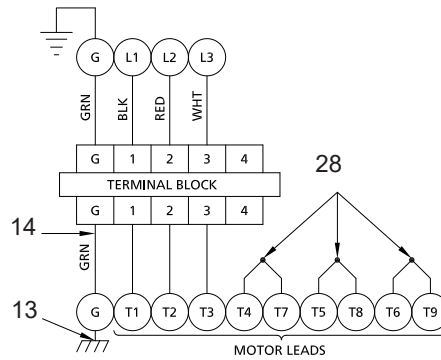 G L1 L2 L3
GRN BLK RED WHT
G 1 2 3 4
TERMINAL BLOCK
G 1 2 3 4
28
14
GRN
13
G T1 T2 T3 T4 T7 T5 T8 T6 T9
MOTOR LEADS